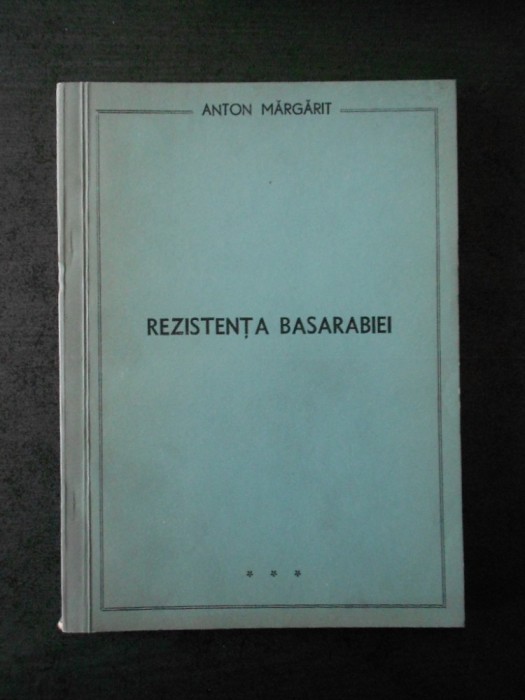 ANTON MĂRGĂRIT
REZISTENȚA BASARABIEI
* * *